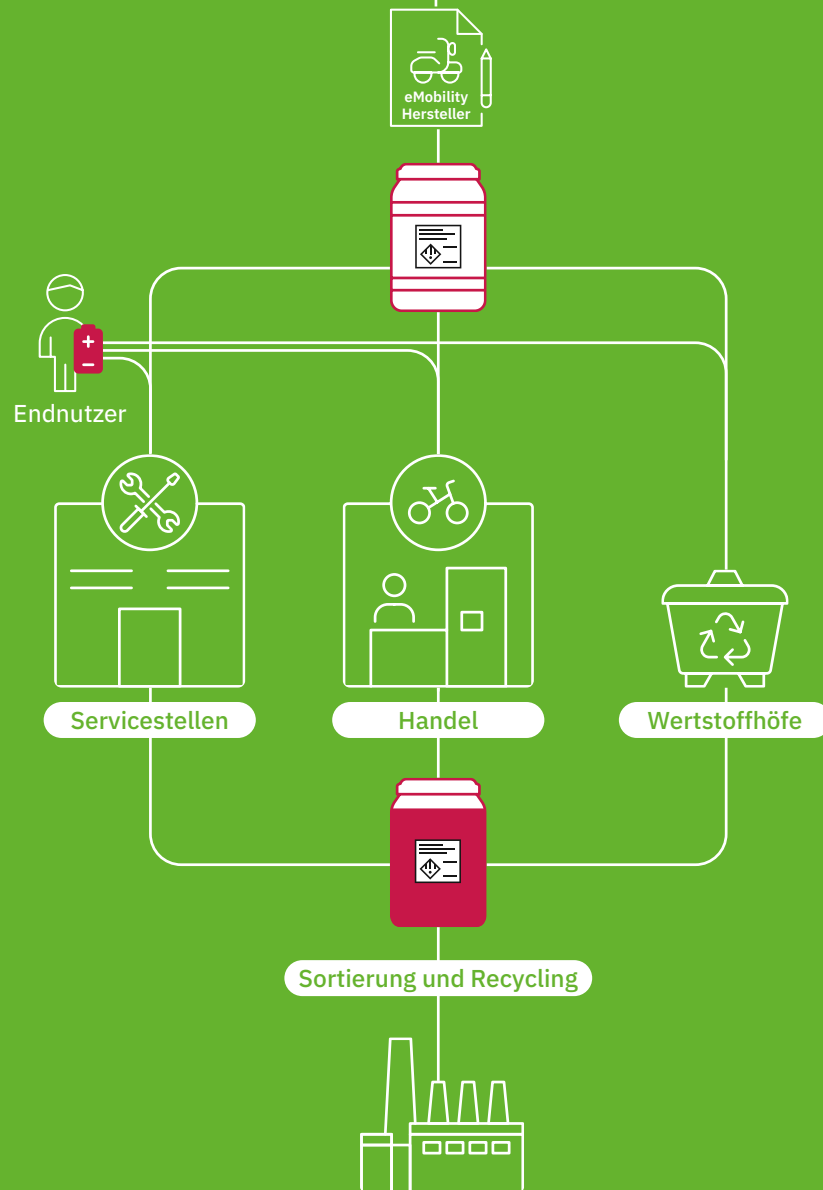 eMobility
Hersteller
Endnutzer
Servicestellen
Handel
Wertstoffhöfe
Sortierung und Recycling